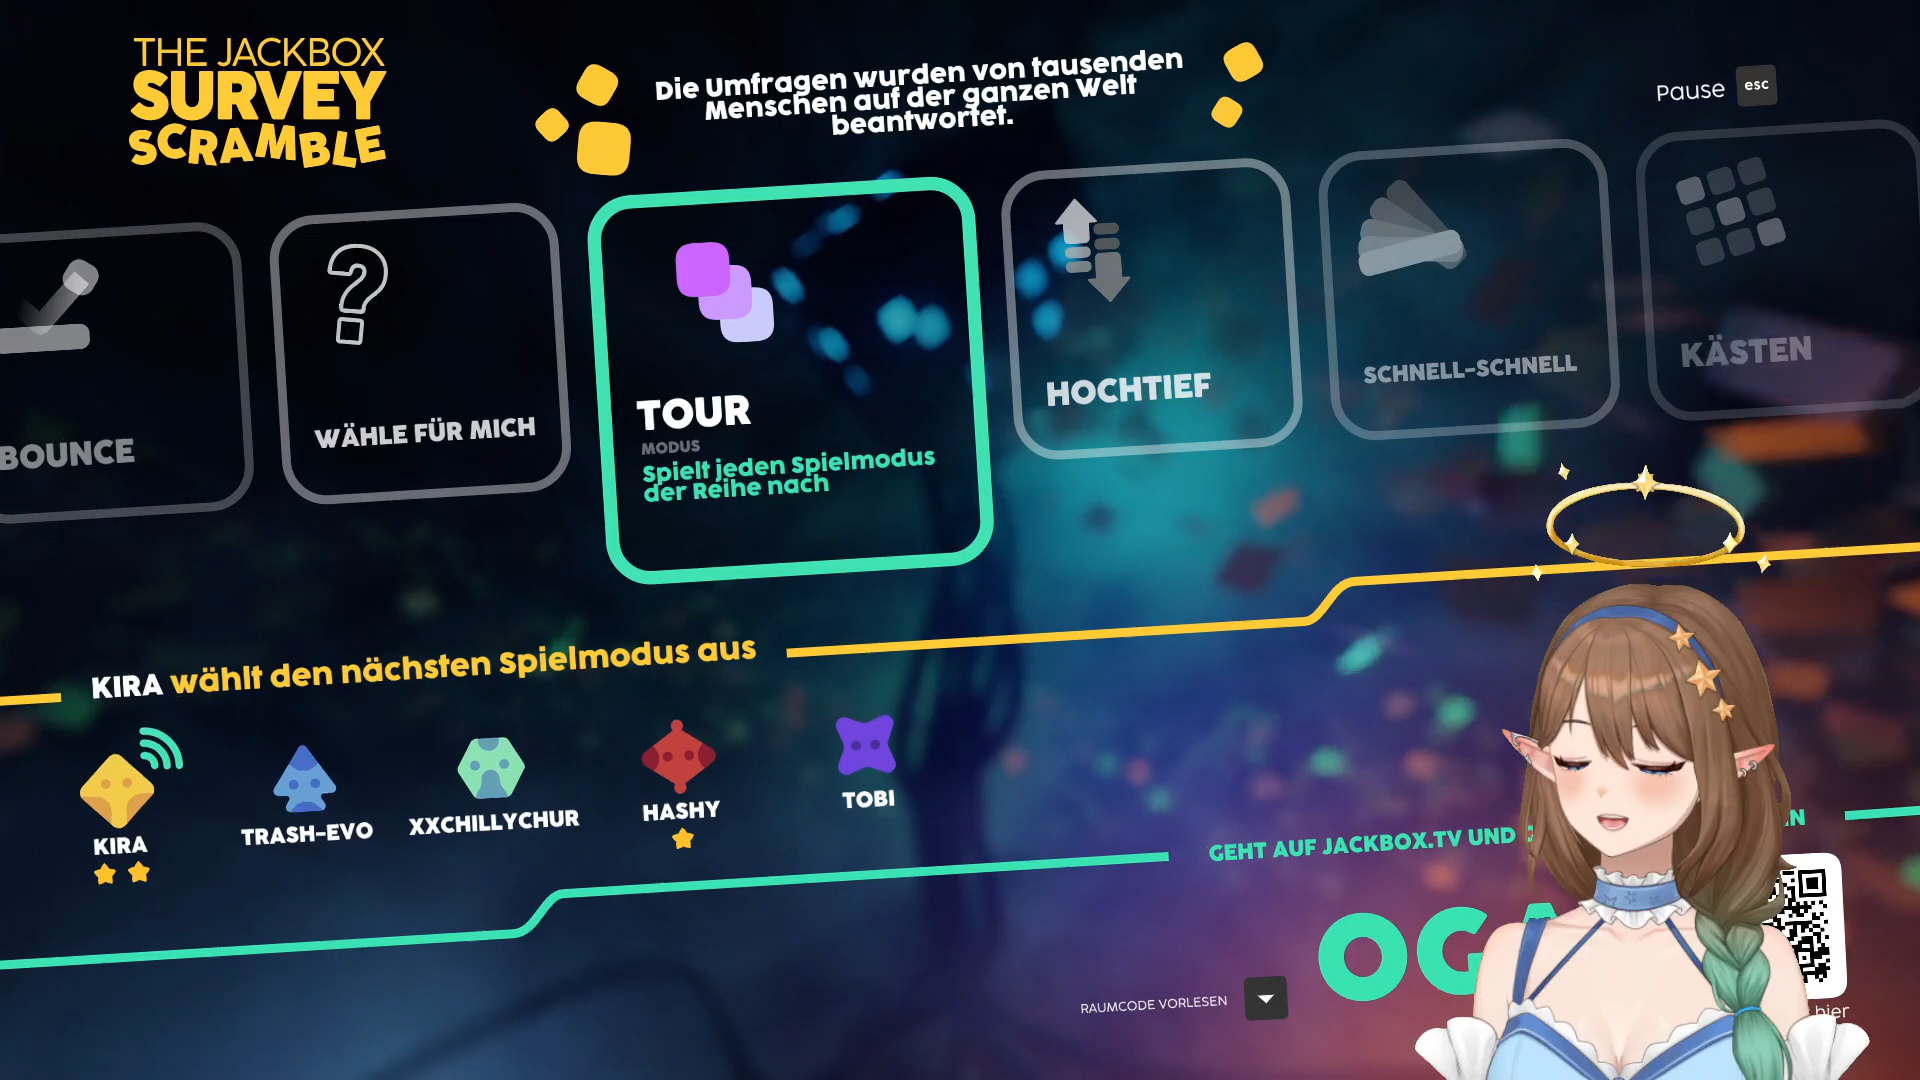 THE JACKBOX
SURVEY
SCRAMBLE
Die Umfragen wurden von tausenden
Menschen auf der ganzen Welt
beantwortet.
Pause esc
BOUNCE
WÄHLE FÜR MICH
TOUR
MODUS
Spielt jeden Spielmodus
der Reihe nach
HOCHTIEF
SCHNELL-SCHNELL
KÄSTEN
KIRA wählt den nächsten Spielmodus aus
KIRA
TRASH-EVO
XXCHILLYCHUR
HASHY
TOBI
GEHT AUF JACKBOX.TV UND
RAUMCODE VORLESEN
OG
hier